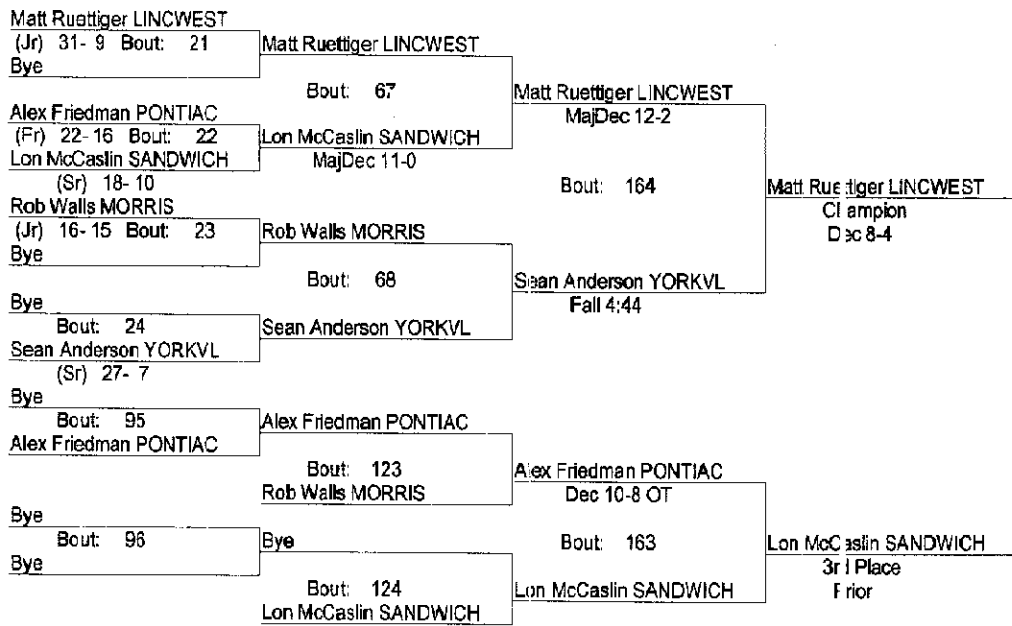 Matt Ruettiger LINCWEST
(Jr) 31- 9 Bout: 21
Bye
Matt Ruettiger LINCWEST
Bout: 67
Matt Ruettiger LINCWEST
MajDec 12-2
Alex Friedman PONTIAC
(Fr) 22- 16 Bout: 22
Lon McCaslin SANDWICH
(Sr) 18- 10
Lon McCaslin SANDWICH
MajDec 11-0
Bout: 164
Matt Ruettiger LINCWEST
Champion
Dec 8-4
Rob Walls MORRIS
(Jr) 16- 15 Bout: 23
Bye
Rob Walls MORRIS
Bout: 68
Sean Anderson YORKVL
Fall 4:44
Bye
Bout: 24
Sean Anderson YORKVL
(Sr) 27- 7
Sean Anderson YORKVL
Bye
Bout: 95
Alex Friedman PONTIAC
Alex Friedman PONTIAC
Bout: 123
Rob Walls MORRIS
Alex Friedman PONTIAC
Dec 10-8 OT
Bye
Bout: 96
Bye
Bye
Bout: 124
Lon McCaslin SANDWICH
Bout: 163
Lon McCaslin SANDWICH
Lon McCaslin SANDWICH
3rd Place
Prior